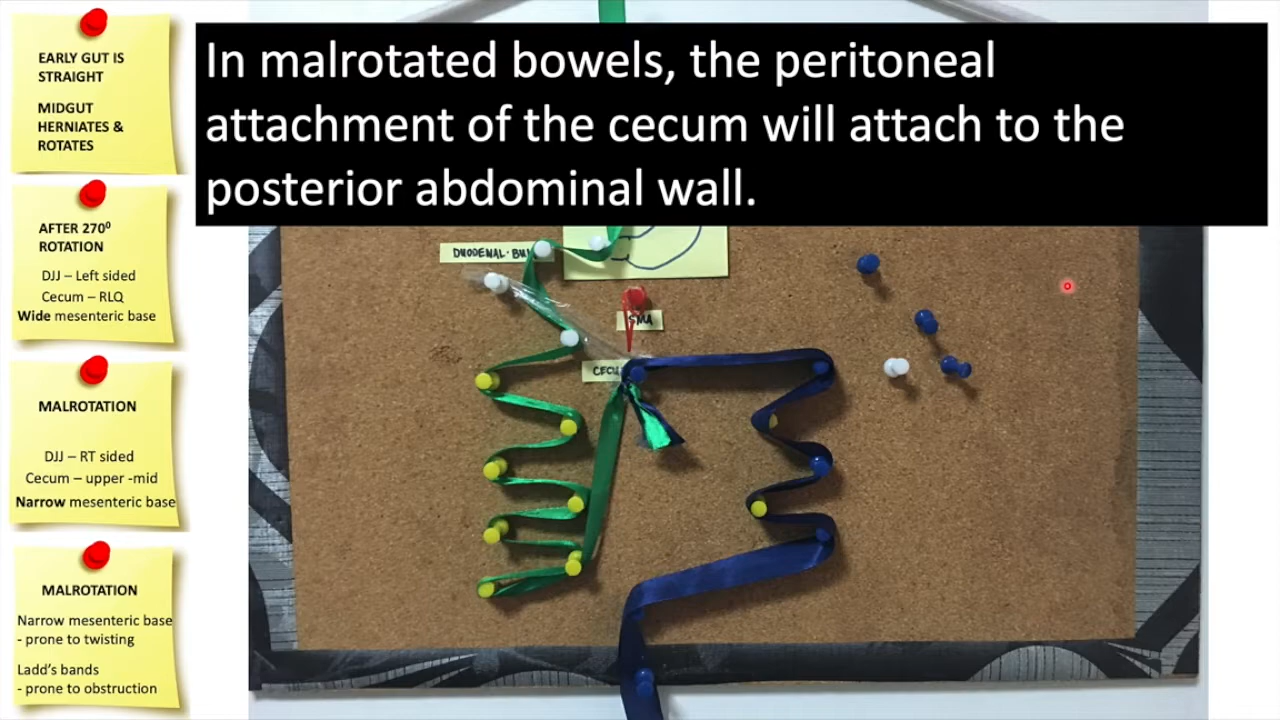 EARLY GUT IS
STRAIGHT
MIDGUT
HERNIATES &
ROTATES
AFTER 270⁰
ROTATION
DJJ – Left sided
Cecum – RLQ
Wide mesenteric base
MALROTATION
DJJ – RT sided
Cecum – upper -mid
Narrow mesenteric base
MALROTATION
Narrow mesenteric base
- prone to twisting
Ladd's bands
- prone to obstruction
In malrotated bowels, the peritoneal
attachment of the cecum will attach to the
posterior abdominal wall.
DUODENAL-BU
SMA
CECU